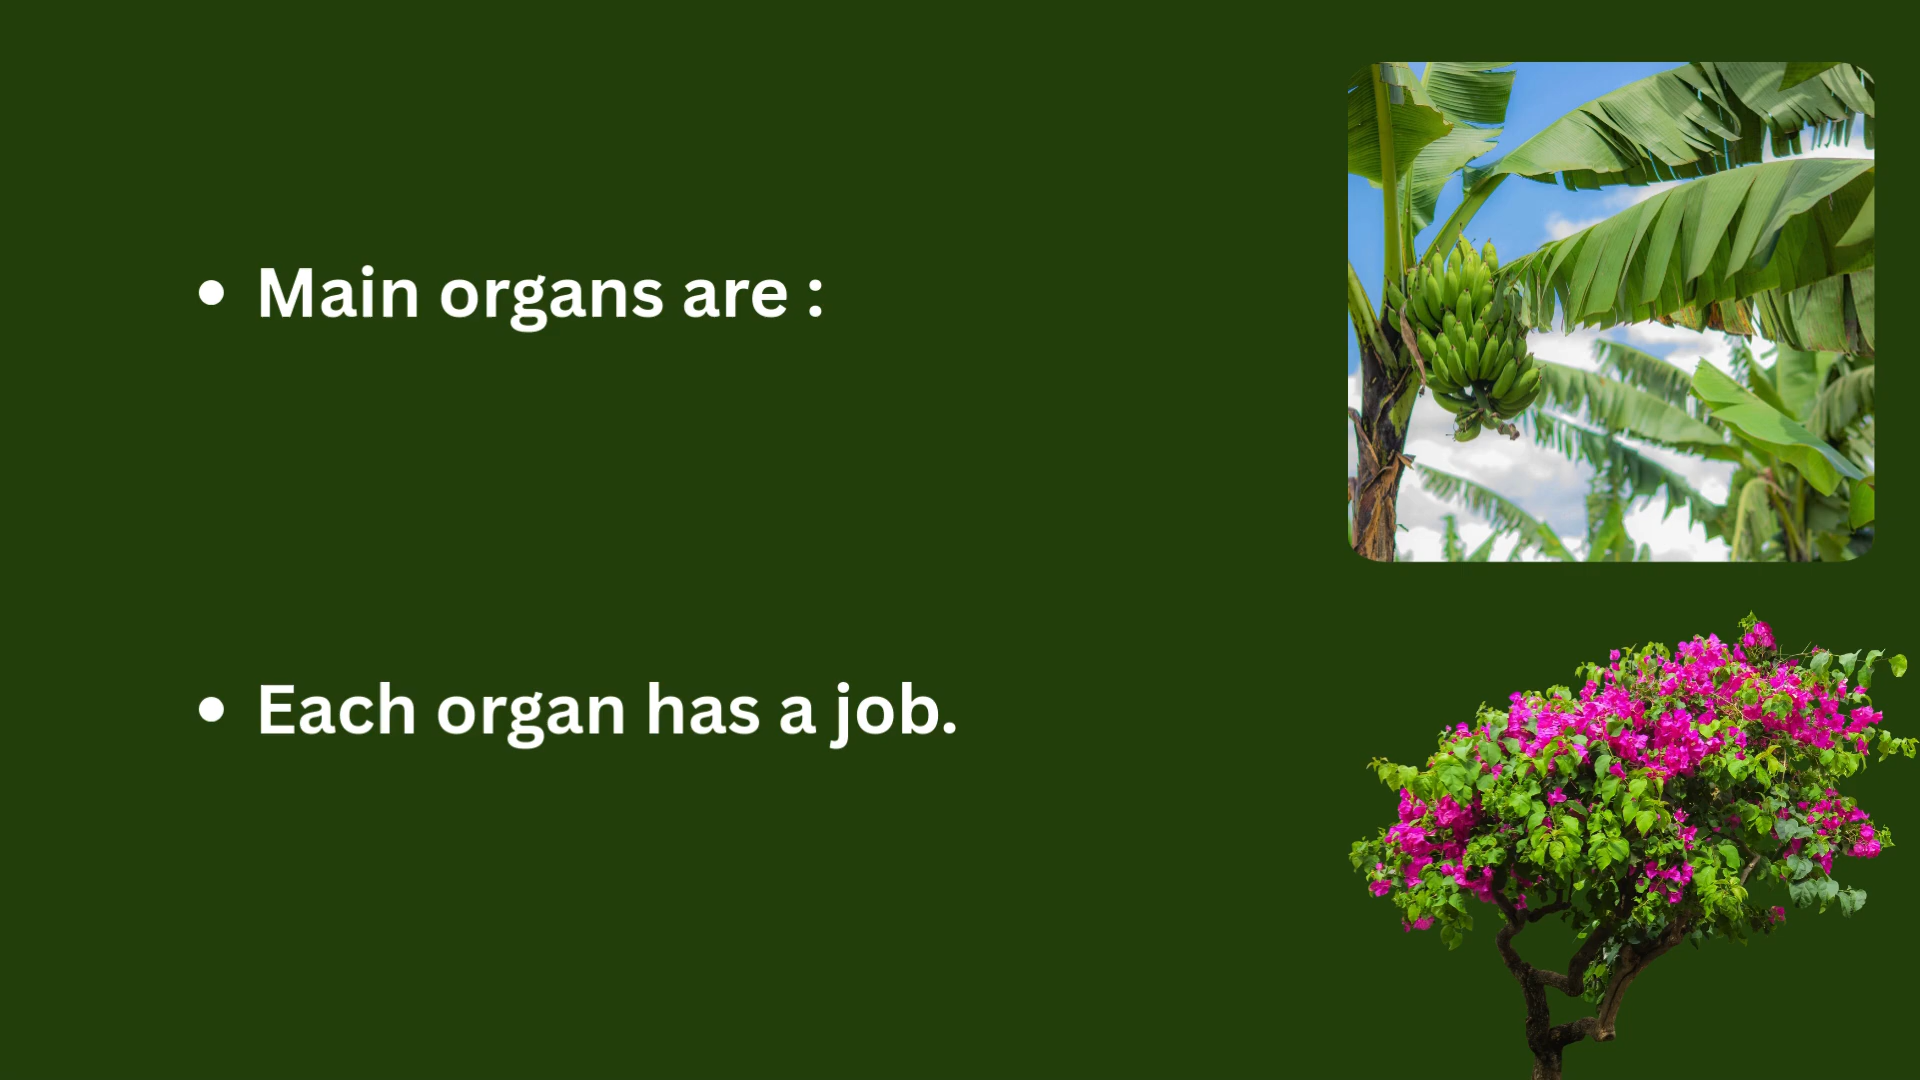 • Main organs are :
• Each organ has a job.